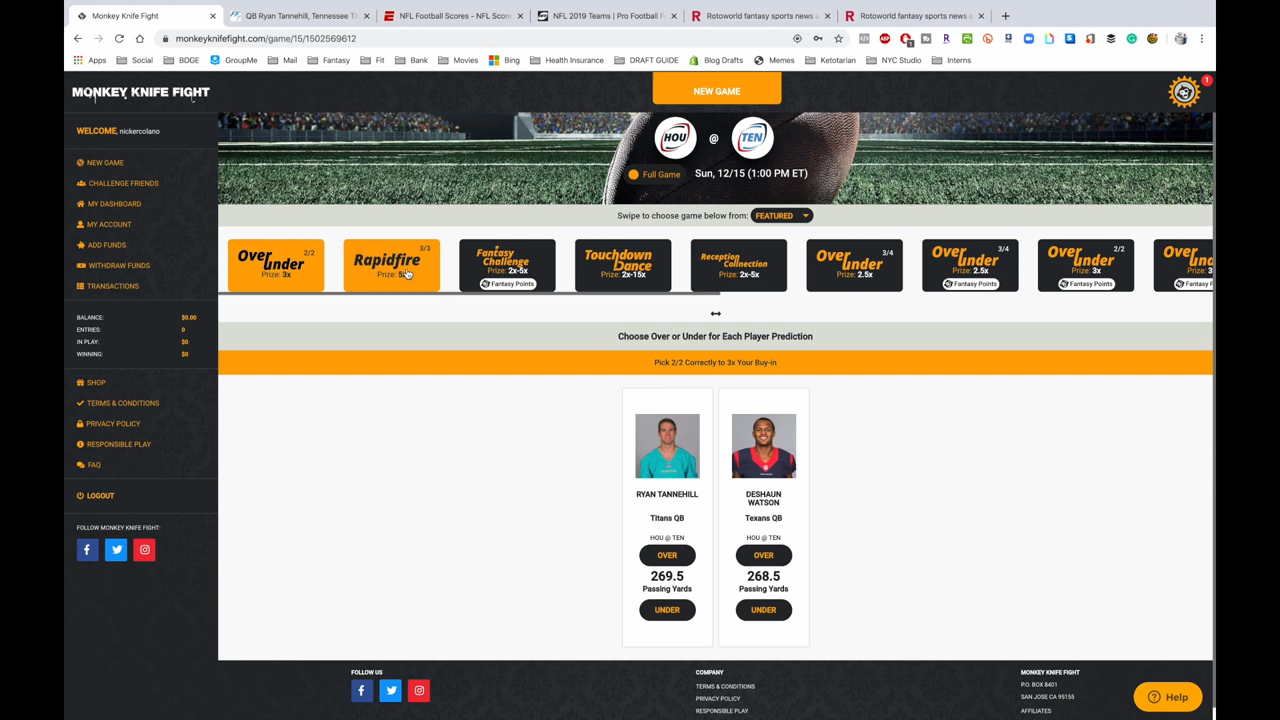 Monkey Knife Fight
QB Ryan Tannehill, Tennessee Ti
NFL Football Scores - NFL Score
NFL 2019 Teams | Pro Football F
Rotoworld fantasy sports news a
Rotoworld fantasy sports news a
monkeyknifefight.com/game/15/1502569612
Apps Social BDGE GroupMe Mail Fantasy Fit Bank Movies Bing Health Insurance DRAFT GUIDE Blog Drafts Memes Ketotarian NYC Studio Interns
MONKEY KNIFE FIGHT
NEW GAME
1
WELCOME, nickercolano
NEW GAME
CHALLENGE FRIENDS
MY DASHBOARD
MY ACCOUNT
ADD FUNDS
WITHDRAW FUNDS
TRANSACTIONS
BALANCE: $0.00
ENTRIES: 0
IN PLAY: $0
WINNING: $0
SHOP
TERMS & CONDITIONS
PRIVACY POLICY
RESPONSIBLE PLAY
FAQ
LOGOUT
FOLLOW MONKEY KNIFE FIGHT:
HOU @ TEN
Full Game Sun, 12/15 (1:00 PM ET)
Swipe to choose game below from: FEATURED
Over under 2/2
Prize: 3x
Rapidfire 3/3
Prize: 5x
Fantasy Challenge
Prize: 2x-5x
Fantasy Points
Touchdown Dance
Prize: 2x-15x
Reception Connection
Prize: 2x-5x
Over under 3/4
Prize: 2.5x
Over under 3/4
Prize: 2.5x
Fantasy Points
Over under 2/2
Prize: 3x
Fantasy Points
Over under
Prize: 3
Fantasy P
Choose Over or Under for Each Player Prediction
Pick 2/2 Correctly to 3x Your Buy-in
RYAN TANNEHILL
Titans QB
HOU @ TEN
OVER
269.5
Passing Yards
UNDER
DESHAUN
WATSON
Texans QB
HOU @ TEN
OVER
268.5
Passing Yards
UNDER
FOLLOW US
COMPANY
TERMS & CONDITIONS
PRIVACY POLICY
RESPONSIBLE PLAY
MONKEY KNIFE FIGHT
P.O. BOX 8401
SAN JOSE CA 95155
AFFILIATES
Help